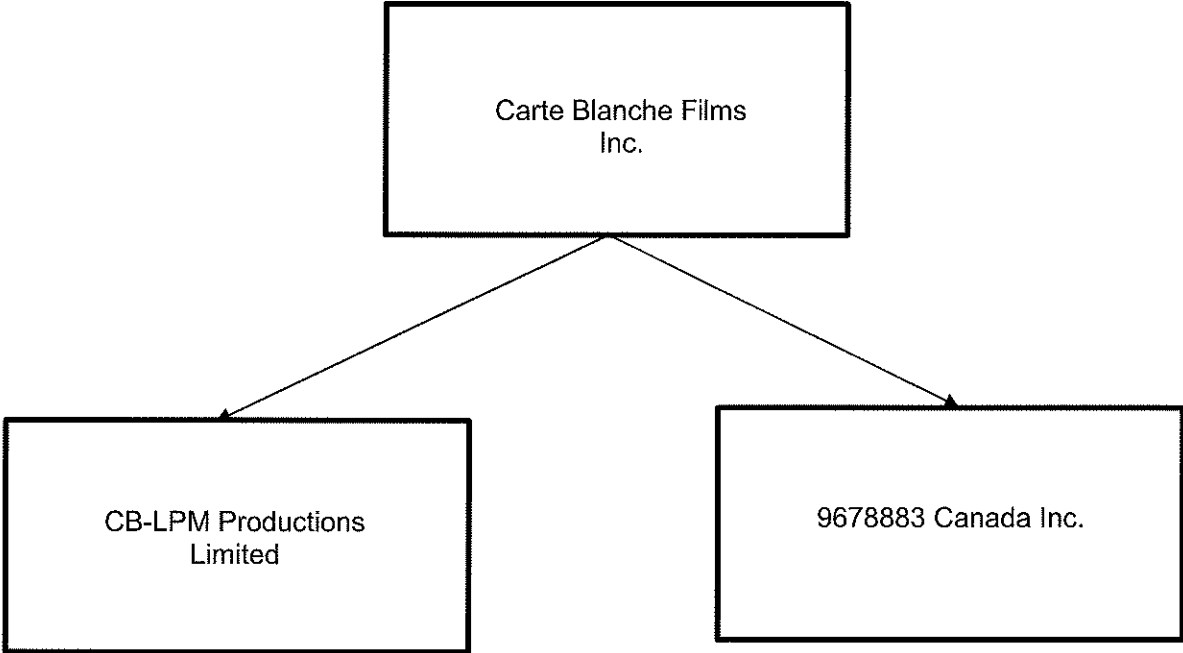 Carte Blanche Films
Inc.
CB-LPM Productions
Limited
9678883 Canada Inc.